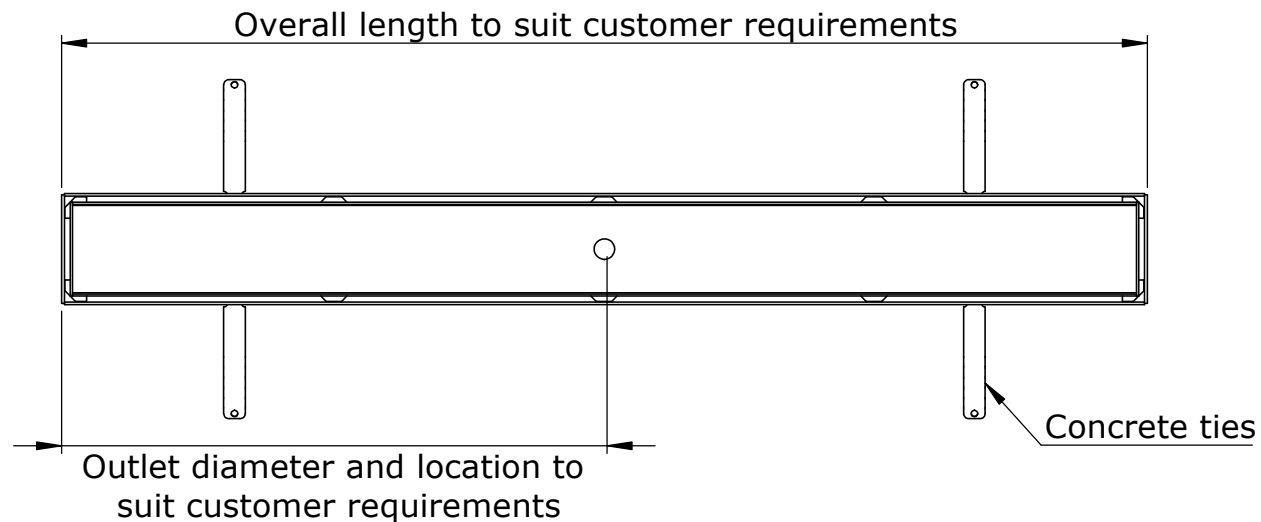 Overall length to suit customer requirements
Concrete ties
Outlet diameter and location to
suit customer requirements